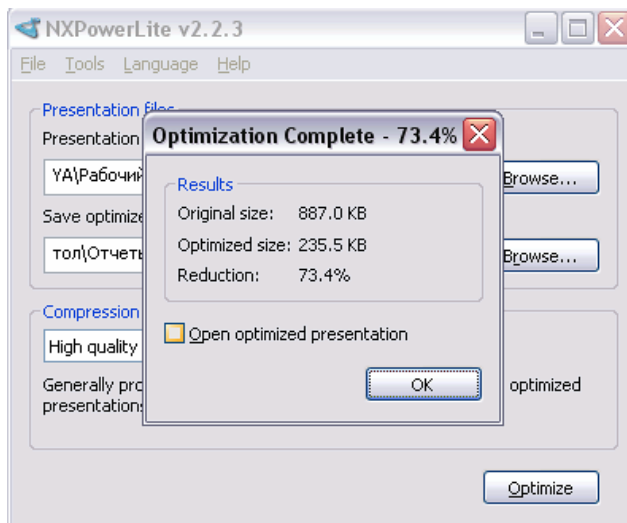 NXPowerLite v2.2.3
File Tools Language Help
Presentation files
Presentation
YA\Рабочий
Browse...
Save optimize
тол\Отчеть
Browse...
Compression
High quality
Generally pro
optimized
presentation
Optimize
Optimization Complete - 73.4%
Results
Original size: 887.0 KB
Optimized size: 235.5 KB
Reduction: 73.4%
Open optimized presentation
OK